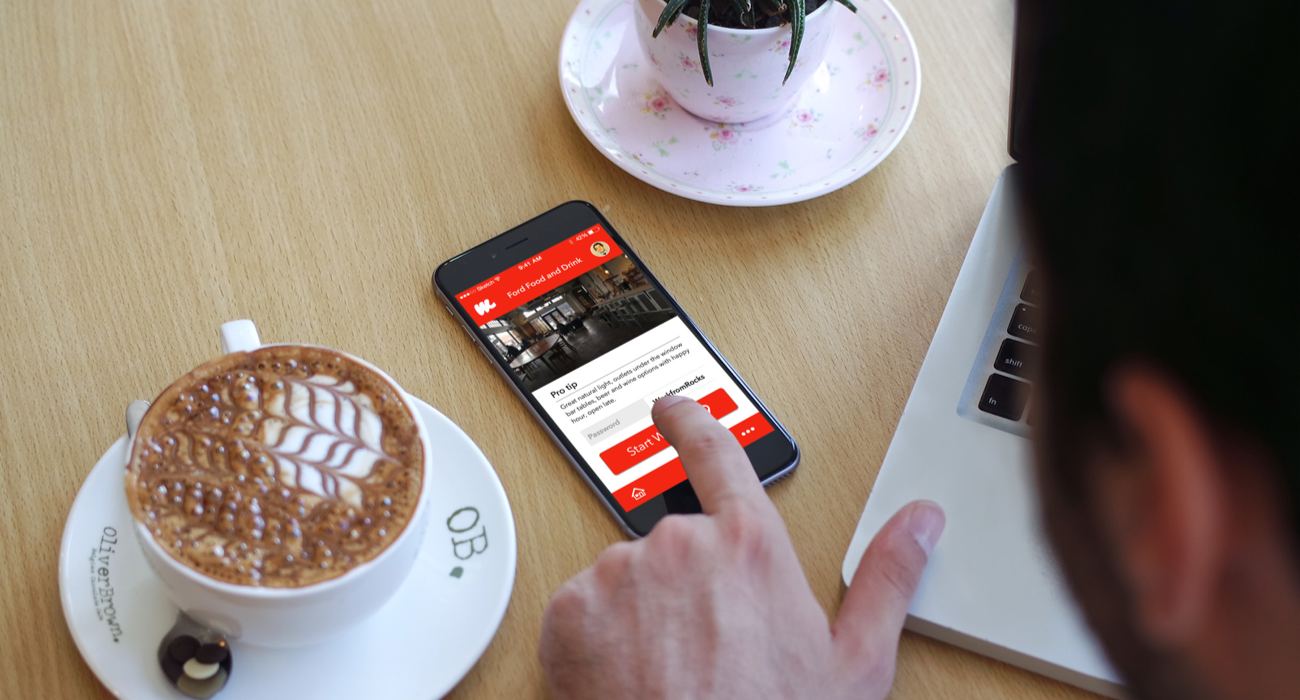 Sketch
9:41 AM
42%
Ford Food and Drink
Pro tip
Great natural light, outlets under the window
bar tables, beer and wine options with happy
hour, open late.
Password
WorkfromRocks
Start W
OliverBrown.
OB.
caps
shift
fn